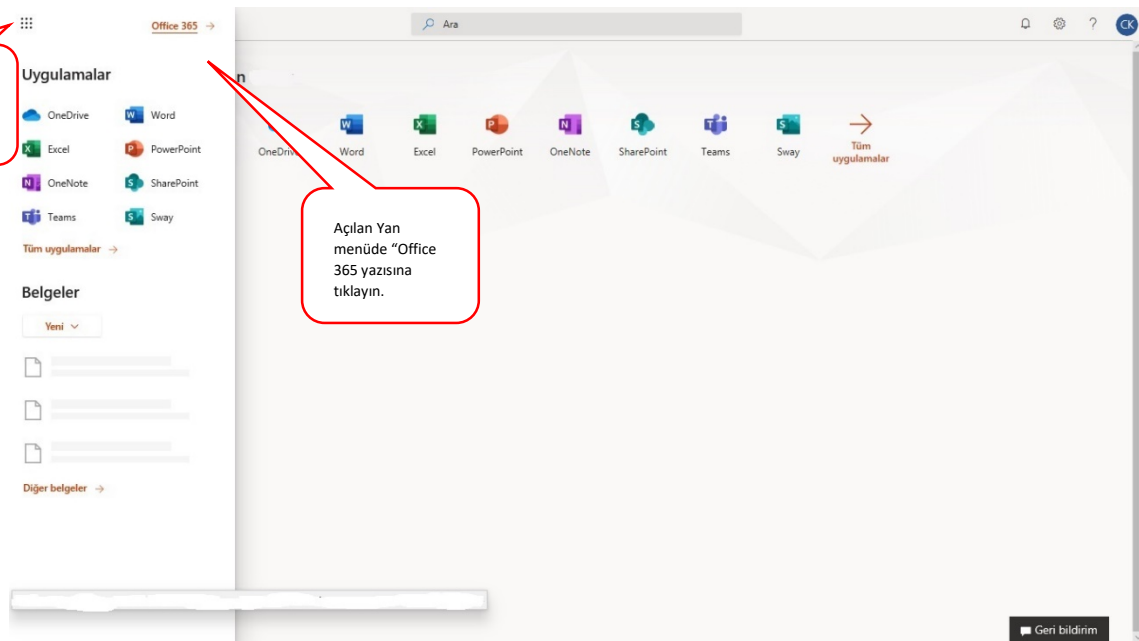 Office 365 →
Ara
CK
Uygulamalar
n
OneDrive
Word
Excel
PowerPoint
OneNote
SharePoint
Teams
Sway
Tüm uygulamalar →
OneDrive
Word
Excel
PowerPoint
OneNote
SharePoint
Teams
Sway
Tüm
uygulamalar
Açılan Yan
menüde “Office
365 yazısına
tıklayın.
Belgeler
Yeni
Diğer belgeler →
Geri bildirim